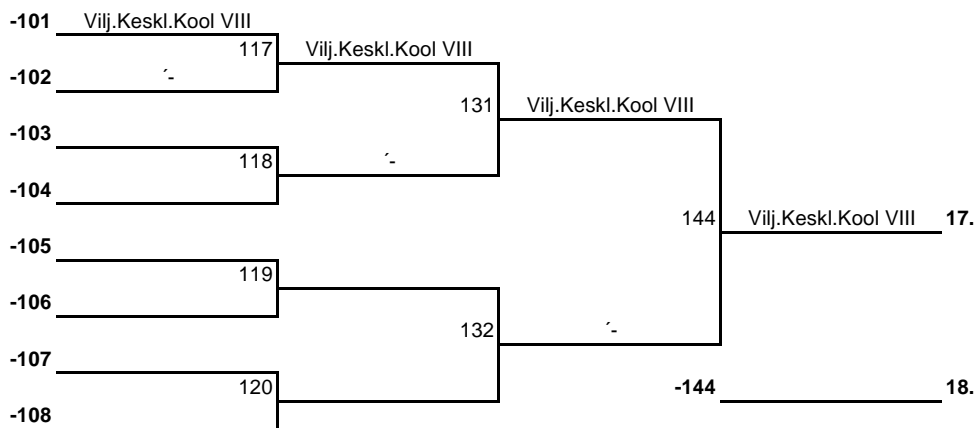 -101 Vilj.Keskl.Kool VIII
117 Vilj.Keskl.Kool VIII
-102 ´-
131 Vilj.Keskl.Kool VIII
-103
118 ´-
-104
144 Vilj.Keskl.Kool VIII 17.
-105
119
-106
132 ´-
-107
120 -144 18.
-108